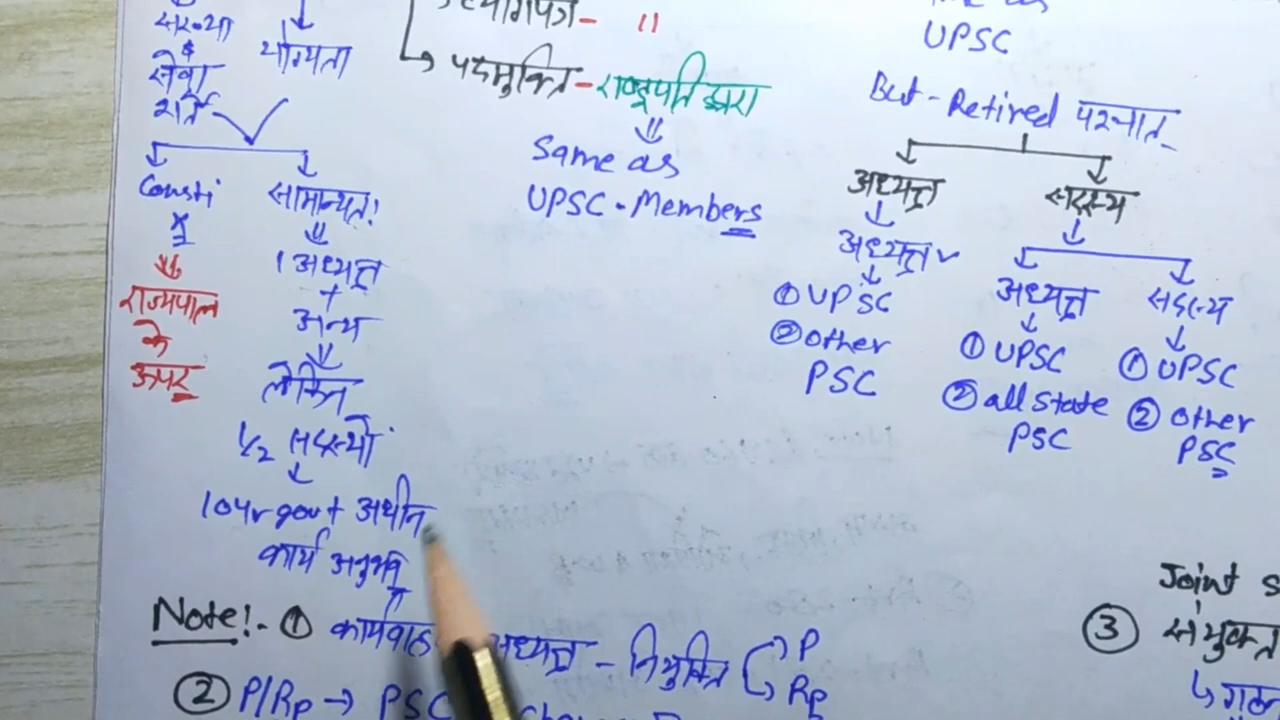 संख्या
&
सेवा
शर्ते
योग्यता
Consti
X
राज्यपाल
के
ऊपर
सामान्यतः
1 अध्यक्ष
+
अन्य
लेकिन
1/2 सदस्यों
10yr govt अधीन
कार्य अनुभव
त्यागपत्र - "
पदमुक्ति - राष्ट्रपति द्वारा
Same as
UPSC - Members
UPSC
But - Retired पश्चात
अध्यक्ष
अध्यक्ष ✓
① UPSC
② other
PSC
सदस्य
अध्यक्ष
① UPSC
② all State
PSC
सदस्य
① UPSC
② other
PSC
Note:- ① अध्यक्ष - नियुक्ति P
Rp
② P/Rp → PSC
Joint
③ संयुक्त